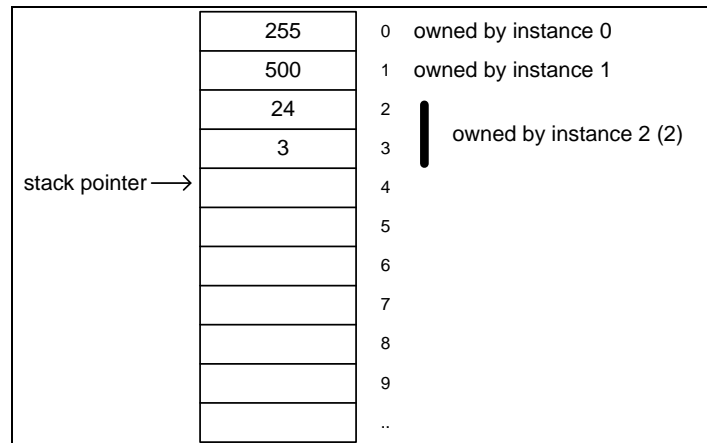 255 0 owned by instance 0
500 1 owned by instance 1
24 2
owned by instance 2 (2)
3 3
stack pointer 4
5
6
7
8
9
..